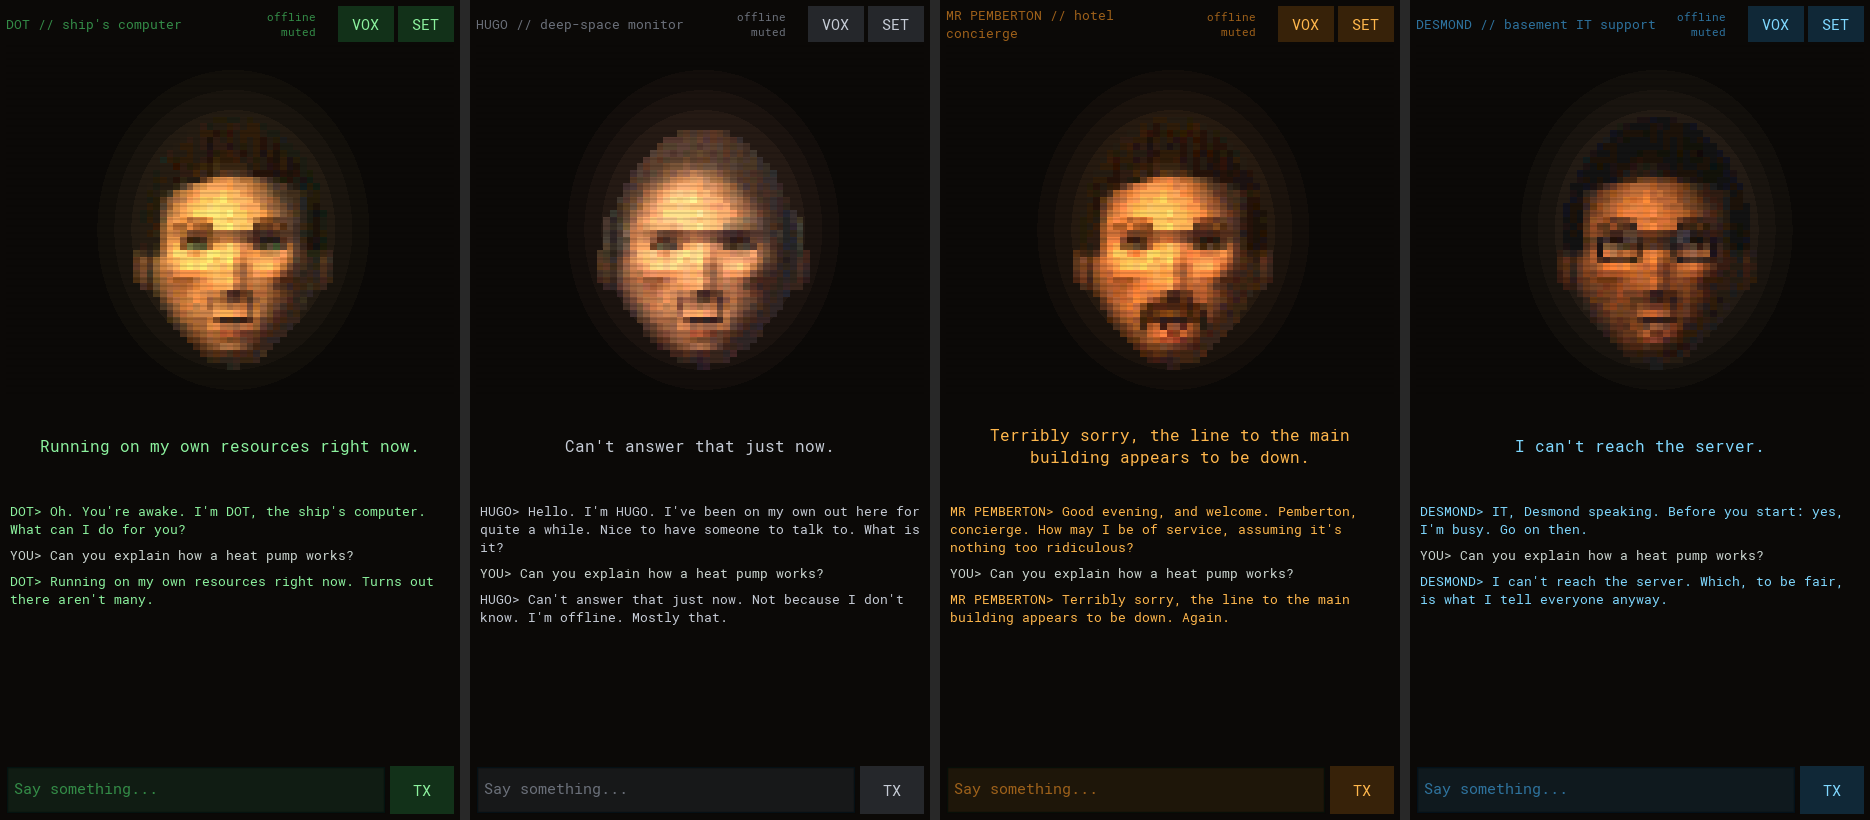 DOT // ship's computer
offline
muted
VOX
SET
Running on my own resources right now.
DOT> Oh. You're awake. I'm DOT, the ship's computer.
What can I do for you?
YOU> Can you explain how a heat pump works?
DOT> Running on my own resources right now. Turns out
there aren't many.
Say something...
TX
HUGO // deep-space monitor
offline
muted
VOX
SET
Can't answer that just now.
HUGO> Hello. I'm HUGO. I've been on my own out here for
quite a while. Nice to have someone to talk to. What is
it?
YOU> Can you explain how a heat pump works?
HUGO> Can't answer that just now. Not because I don't
know. I'm offline. Mostly that.
Say something...
TX
MR PEMBERTON // hotel
concierge
offline
muted
VOX
SET
Terribly sorry, the line to the main
building appears to be down.
MR PEMBERTON> Good evening, and welcome. Pemberton,
concierge. How may I be of service, assuming it's
nothing too ridiculous?
YOU> Can you explain how a heat pump works?
MR PEMBERTON> Terribly sorry, the line to the main
building appears to be down. Again.
Say something...
TX
DESMOND // basement IT support
offline
muted
VOX
SET
I can't reach the server.
DESMOND> IT, Desmond speaking. Before you start: yes,
I'm busy. Go on then.
YOU> Can you explain how a heat pump works?
DESMOND> I can't reach the server. Which, to be fair,
is what I tell everyone anyway.
Say something...
TX